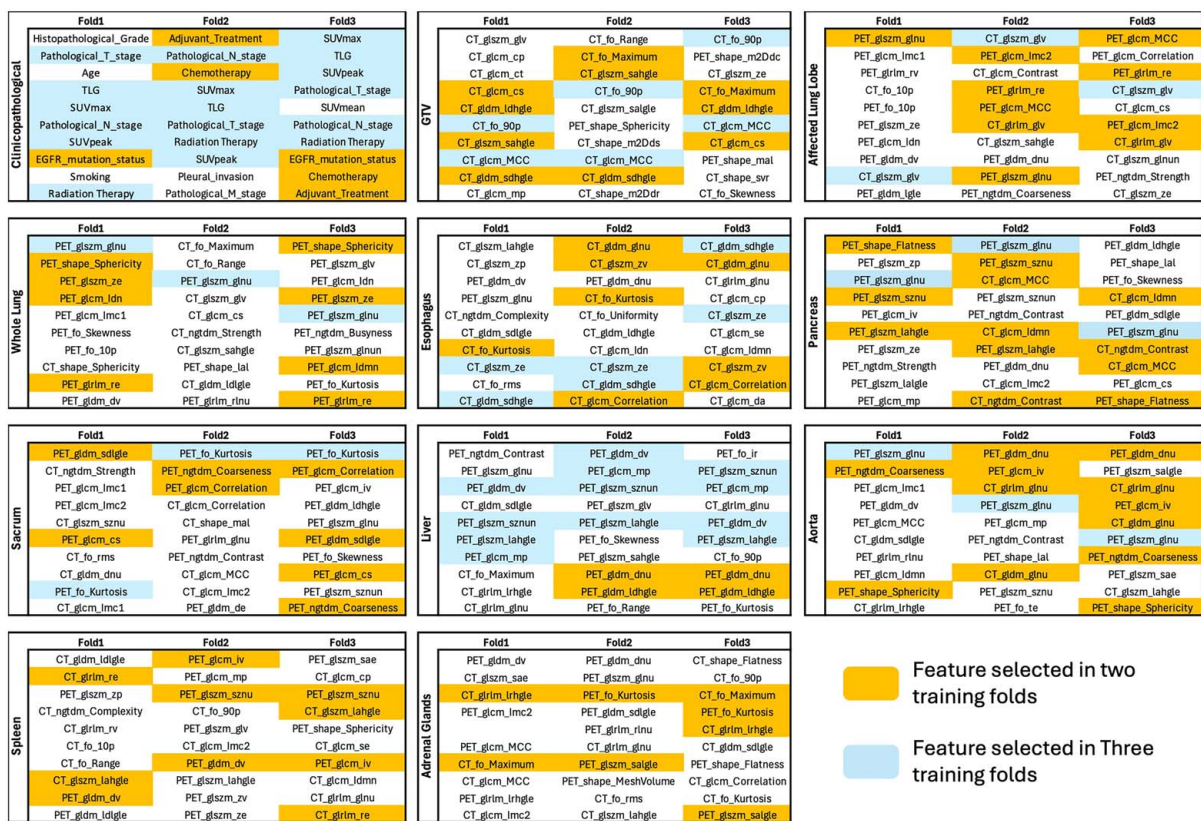 Clinicopathological
Fold1 Fold2 Fold3
Histopathological_Grade Adjuvant_Treatment SUVmax
Pathological_T_stage Pathological_N_stage TLG
Age Chemotherapy SUVpeak
TLG SUVmax Pathological_T_stage
SUVmax TLG SUVmean
Pathological_N_stage Pathological_T_stage Pathological_N_stage
SUVpeak Radiation Therapy Radiation Therapy
EGFR_mutation_status SUVpeak EGFR_mutation_status
Smoking Pleural_invasion Chemotherapy
Radiation Therapy Pathological_M_stage Adjuvant_Treatment
GTV
Fold1 Fold2 Fold3
CT_glszm_glv CT_fo_Range CT_fo_90p
CT_glcm_cp CT_fo_Maximum PET_shape_m2Ddc
CT_glcm_ct CT_glszm_sahgle CT_glszm_ze
CT_glcm_cs CT_fo_90p CT_fo_Maximum
CT_gldm_ldhgle CT_glszm_salgle CT_gldm_ldhgle
CT_fo_90p PET_shape_Sphericity CT_glcm_MCC
CT_glszm_sahgle CT_shape_m2Dds CT_glcm_cs
CT_glcm_MCC CT_glcm_MCC PET_shape_mal
CT_gldm_sdhgle CT_gldm_sdhgle CT_shape_svr
CT_glcm_mp CT_shape_m2Ddr CT_fo_Skewness
Affected Lung Lobe
Fold1 Fold2 Fold3
PET_glszm_glnu CT_glszm_glv PET_glcm_MCC
PET_glcm_Imc1 PET_glcm_Imc2 PET_glcm_Correlation
PET_glrlm_rv CT_glcm_Contrast PET_glrlm_re
CT_fo_10p PET_glrlm_re CT_glszm_glv
PET_fo_10p PET_glcm_MCC CT_glcm_cs
PET_glszm_ze CT_glrlm_glv PET_glcm_Imc2
PET_glcm_Idn CT_glszm_sahgle CT_glrlm_glv
PET_gldm_dv PET_gldm_dnu CT_glszm_glnun
CT_glszm_glv PET_glszm_glnu PET_ngtdm_Strength
PET_gldm_lgle PET_ngtdm_Coarseness CT_glszm_ze
Whole Lung
Fold1 Fold2 Fold3
PET_glszm_glnu CT_fo_Maximum PET_shape_Sphericity
PET_shape_Sphericity CT_fo_Range PET_glszm_glv
PET_glszm_ze PET_glszm_glnu PET_glcm_Idn
PET_glcm_Idn CT_glszm_glv PET_glszm_ze
PET_glcm_Imc1 CT_glcm_cs PET_glszm_glnu
PET_fo_Skewness CT_ngtdm_Strength PET_ngtdm_Busyness
PET_fo_10p CT_glszm_sahgle PET_glszm_glnun
CT_shape_Sphericity PET_shape_lal PET_glcm_Idmn
PET_glrlm_re CT_gldm_ldlgle PET_fo_Kurtosis
PET_gldm_dv PET_glrlm_rlnu PET_glrlm_re
Esophagus
Fold1 Fold2 Fold3
CT_glszm_lahgle CT_gldm_glnu CT_gldm_sdhgle
CT_glszm_zp CT_glszm_zv CT_gldm_glnu
PET_gldm_dv PET_gldm_dnu CT_glrlm_glnu
PET_glszm_glnu CT_fo_Kurtosis CT_glcm_cp
CT_ngtdm_Complexity CT_fo_Uniformity CT_glszm_ze
CT_gldm_sdlgle CT_gldm_ldhgle CT_glcm_se
CT_fo_Kurtosis CT_glcm_Idn CT_glcm_Idmn
CT_glszm_ze CT_glszm_ze CT_glszm_zv
CT_fo_rms CT_gldm_sdhgle CT_glcm_Correlation
CT_gldm_sdhgle CT_glcm_Correlation CT_glcm_da
Pancreas
Fold1 Fold2 Fold3
PET_shape_Flatness PET_glszm_glnu PET_gldm_ldhgle
PET_glszm_zp PET_glszm_sznu PET_shape_lal
PET_glszm_glnu CT_glcm_MCC PET_fo_Skewness
PET_glszm_sznu PET_glszm_sznun CT_glcm_Idmn
PET_glcm_iv PET_ngtdm_Contrast PET_gldm_sdlgle
PET_glszm_lahgle CT_glcm_Idmn PET_glszm_glnu
PET_glszm_ze PET_glszm_lahgle CT_ngtdm_Contrast
PET_ngtdm_Strength PET_gldm_dnu CT_glcm_MCC
PET_glszm_lalgle CT_glcm_Imc2 PET_glcm_cs
PET_glcm_mp CT_ngtdm_Contrast PET_shape_Flatness
Sacrum
Fold1 Fold2 Fold3
PET_gldm_sdlgle PET_fo_Kurtosis PET_fo_Kurtosis
CT_ngtdm_Strength PET_ngtdm_Coarseness PET_glcm_Correlation
PET_glcm_Imc1 PET_glcm_Correlation PET_glcm_iv
PET_glcm_Imc2 CT_glcm_Correlation PET_gldm_ldhgle
CT_glszm_sznu CT_shape_mal PET_glszm_glnu
PET_glcm_cs PET_glrlm_glnu PET_gldm_sdlgle
CT_fo_rms PET_ngtdm_Contrast PET_fo_Skewness
CT_gldm_dnu CT_glcm_MCC PET_glcm_cs
PET_fo_Kurtosis CT_glcm_Imc2 PET_glszm_sznun
CT_glcm_Imc1 PET_gldm_de PET_ngtdm_Coarseness
Liver
Fold1 Fold2 Fold3
PET_ngtdm_Contrast PET_gldm_dv PET_fo_ir
PET_glszm_glnu PET_glcm_mp PET_glszm_sznun
PET_gldm_dv PET_glszm_sznun PET_glcm_mp
CT_gldm_sdlgle PET_glszm_glv CT_glrlm_glnu
PET_glszm_sznun PET_glszm_lahgle PET_gldm_dv
PET_glszm_lahgle PET_fo_Skewness PET_glszm_lahgle
PET_glcm_mp PET_glszm_sahgle CT_fo_90p
CT_fo_Maximum PET_gldm_dnu PET_gldm_dnu
CT_glrlm_lrhgle PET_gldm_ldhgle PET_gldm_ldhgle
CT_glrlm_glnu PET_fo_Range PET_fo_Kurtosis
Aorta
Fold1 Fold2 Fold3
PET_glszm_glnu PET_gldm_dnu PET_gldm_dnu
PET_ngtdm_Coarseness PET_glcm_iv PET_glszm_salgle
PET_glcm_Imc1 CT_glrlm_glnu CT_glrlm_glnu
PET_gldm_dv PET_glszm_glnu PET_glcm_iv
PET_glcm_MCC PET_glcm_mp CT_gldm_glnu
CT_gldm_sdlgle PET_ngtdm_Contrast PET_glszm_glnu
PET_glrlm_rlnu PET_shape_lal PET_ngtdm_Coarseness
PET_glcm_Idmn CT_gldm_glnu PET_glszm_sae
PET_shape_Sphericity PET_glszm_sznu CT_glszm_lahgle
CT_glrlm_lrhgle PET_fo_te PET_shape_Sphericity
Spleen
Fold1 Fold2 Fold3
CT_gldm_ldlgle PET_glcm_iv PET_glszm_sae
CT_glrlm_re PET_glcm_mp CT_glcm_cp
PET_glszm_zp PET_glszm_sznu PET_glszm_sznu
CT_ngtdm_Complexity CT_fo_90p CT_glszm_lahgle
CT_glrlm_rv PET_glszm_glv PET_shape_Sphericity
CT_fo_10p CT_glcm_Imc2 CT_glcm_se
CT_fo_Range PET_gldm_dv PET_glcm_iv
CT_glszm_lahgle PET_glszm_lahgle CT_glcm_Idmn
PET_gldm_dv PET_glszm_zv CT_glrlm_glnu
PET_gldm_ldlgle PET_glszm_ze CT_glrlm_re
Adrenal Glands
Fold1 Fold2 Fold3
PET_gldm_dv PET_gldm_dnu CT_shape_Flatness
CT_glszm_sae PET_glszm_glnu CT_fo_90p
CT_glrlm_lrhgle PET_fo_Kurtosis CT_fo_Maximum
PET_glcm_Imc2 PET_gldm_sdlgle PET_fo_Kurtosis
PET_glrlm_rlnu CT_glrlm_lrhgle
PET_glcm_MCC CT_glrlm_glnu CT_gldm_sdlgle
CT_fo_Maximum PET_glszm_salgle PET_shape_Flatness
CT_glcm_MCC PET_shape_MeshVolume CT_glcm_Correlation
PET_glrlm_lrhgle CT_fo_rms CT_fo_Kurtosis
CT_glcm_Imc2 CT_glszm_lahgle PET_glszm_salgle
Feature selected in two
training folds
Feature selected in Three
training folds